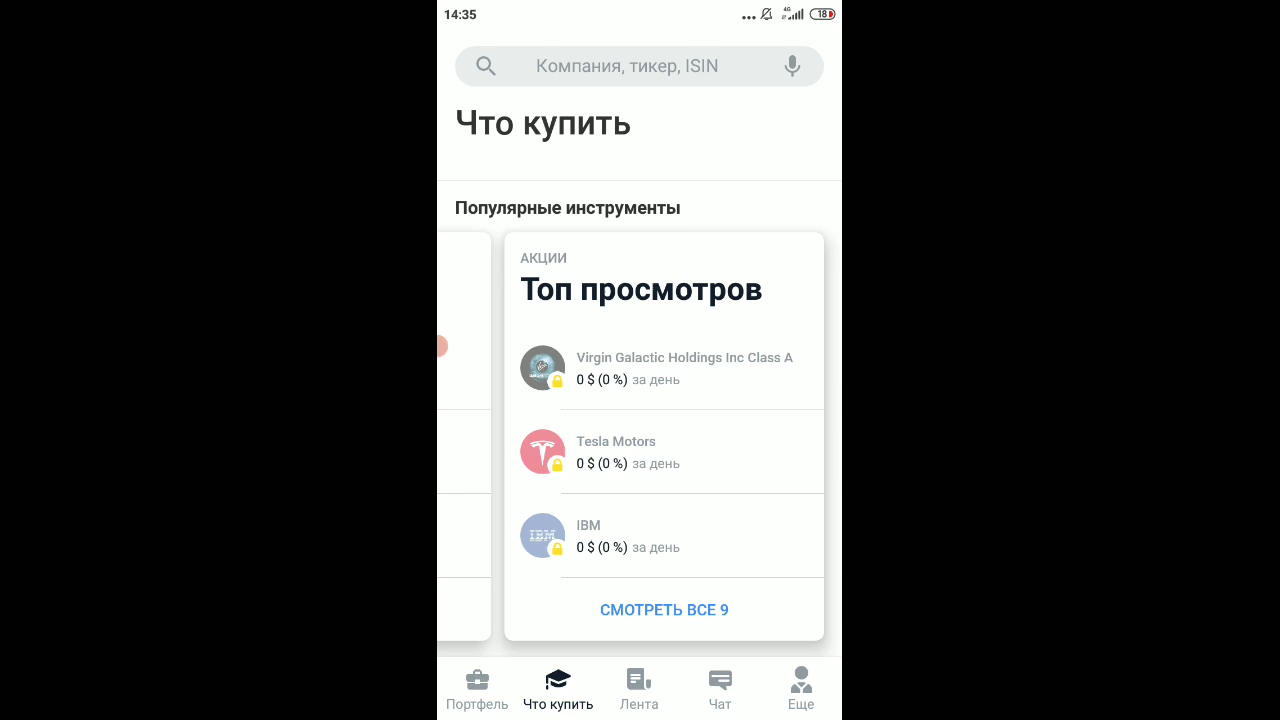 14:35
4G
18
Компания, тикер, ISIN
Что купить
Популярные инструменты
АКЦИИ
Топ просмотров
Virgin Galactic Holdings Inc Class A
0 $ (0 %) за день
Tesla Motors
0 $ (0 %) за день
IBM
IBM
0 $ (0 %) за день
СМОТРЕТЬ ВСЕ 9
Портфель
Что купить
Лента
Чат
Еще